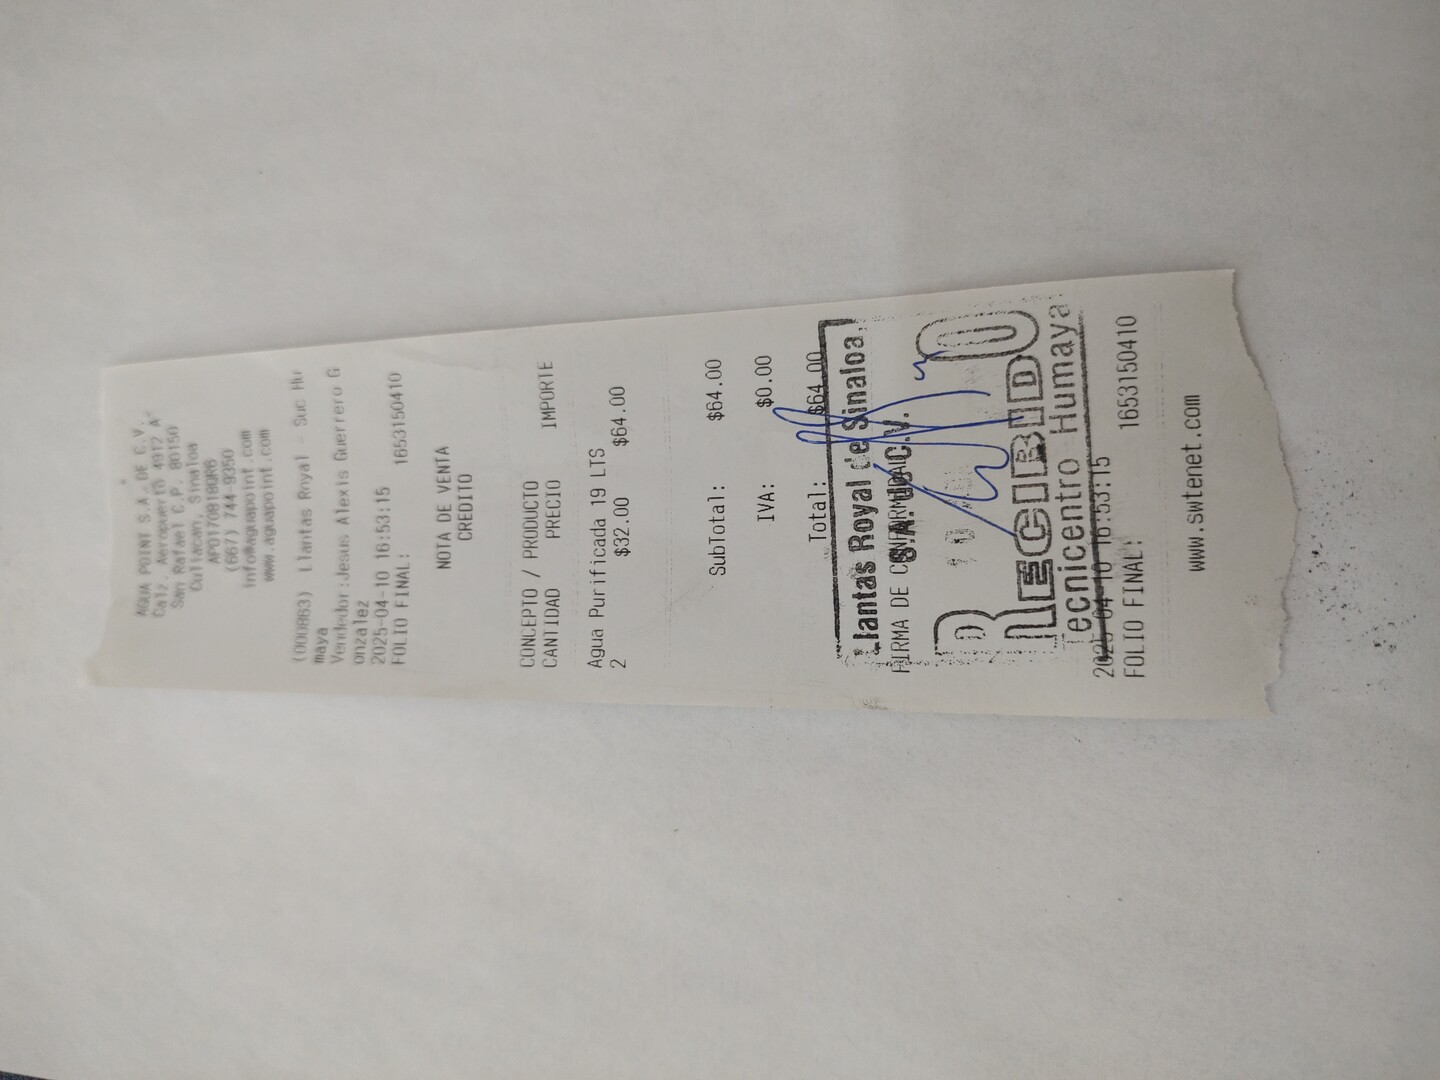 AGUA POINT S.A. DE C.V.
Calz. Aeropuerto 4912 A
San Rafael C.P. 80150
Culiacan, Sinaloa
(667) 744-9350
info@aguapoint.com
www.aguapoint.com
(000863) Llantas Royal - Suc Hu
maya
Vendedor:Jesus Alexis Guerrero G
onzalez
2025-04-10 16:53:15
FOLIO FINAL: 1653150410
NOTA DE VENTA
CREDITO
CONCEPTO / PRODUCTO
CANTIDAD PRECIO IMPORTE
Agua Purificada 19 LTS
2 $32.00 $64.00
SubTotal: $64.00
IVA: $0.00
Total: $64.00
Llantas Royal de Sinaloa,
S.A. de C.V.
FIRMA DE CONFORMIDAD
RECIBIDO
Tecnicentro Humaya
2025-04-10 16:53:15
FOLIO FINAL: 1653150410
www.swtenet.com